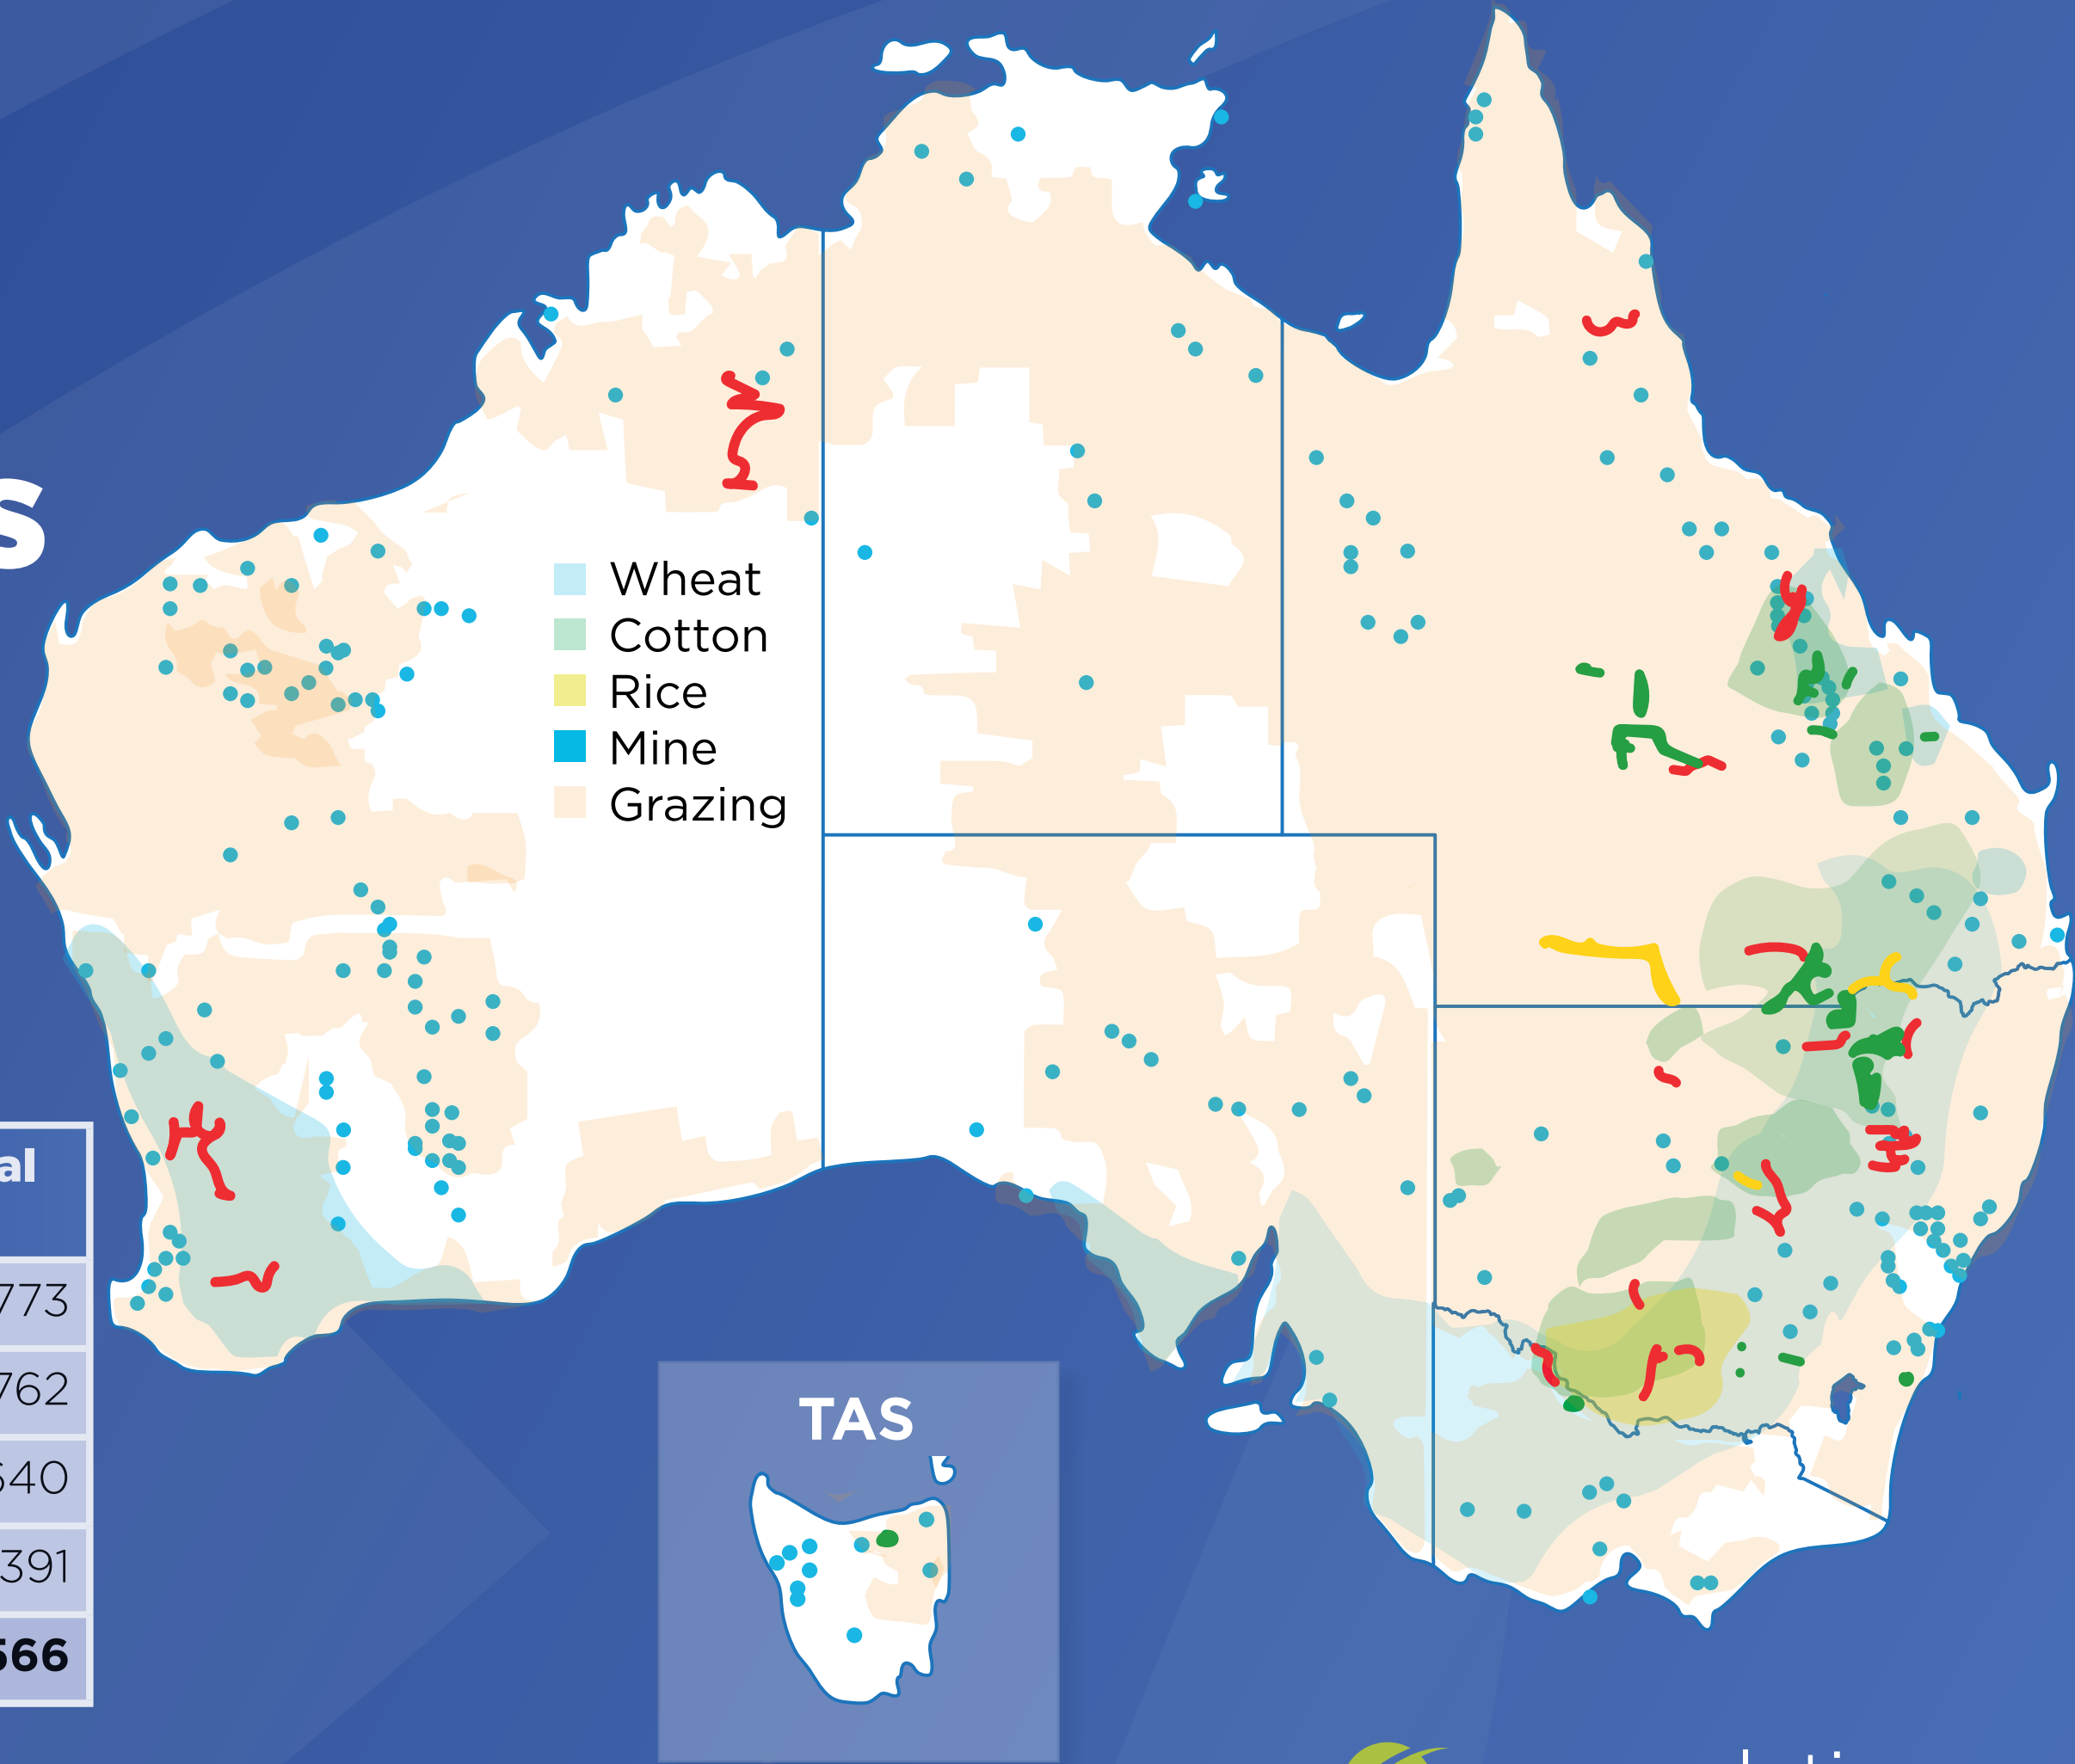 s
Wheat
Cotton
Rice
Mine
Grazing
al
773
762
540
391
566
TAS